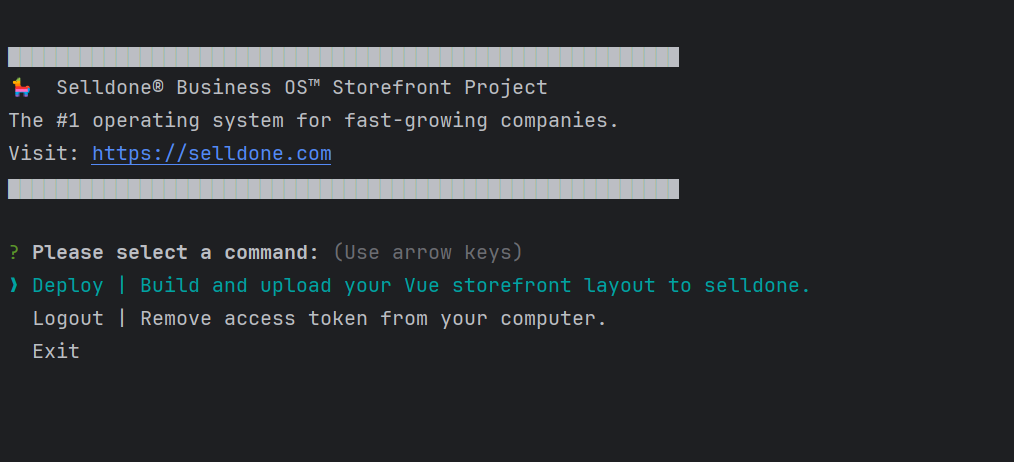 🪅  Selldone® Business OS™ Storefront Project
The #1 operating system for fast-growing companies.
Visit: https://selldone.com
? Please select a command: (Use arrow keys)
❯ Deploy | Build and upload your Vue storefront layout to selldone.
Logout | Remove access token from your computer.
Exit